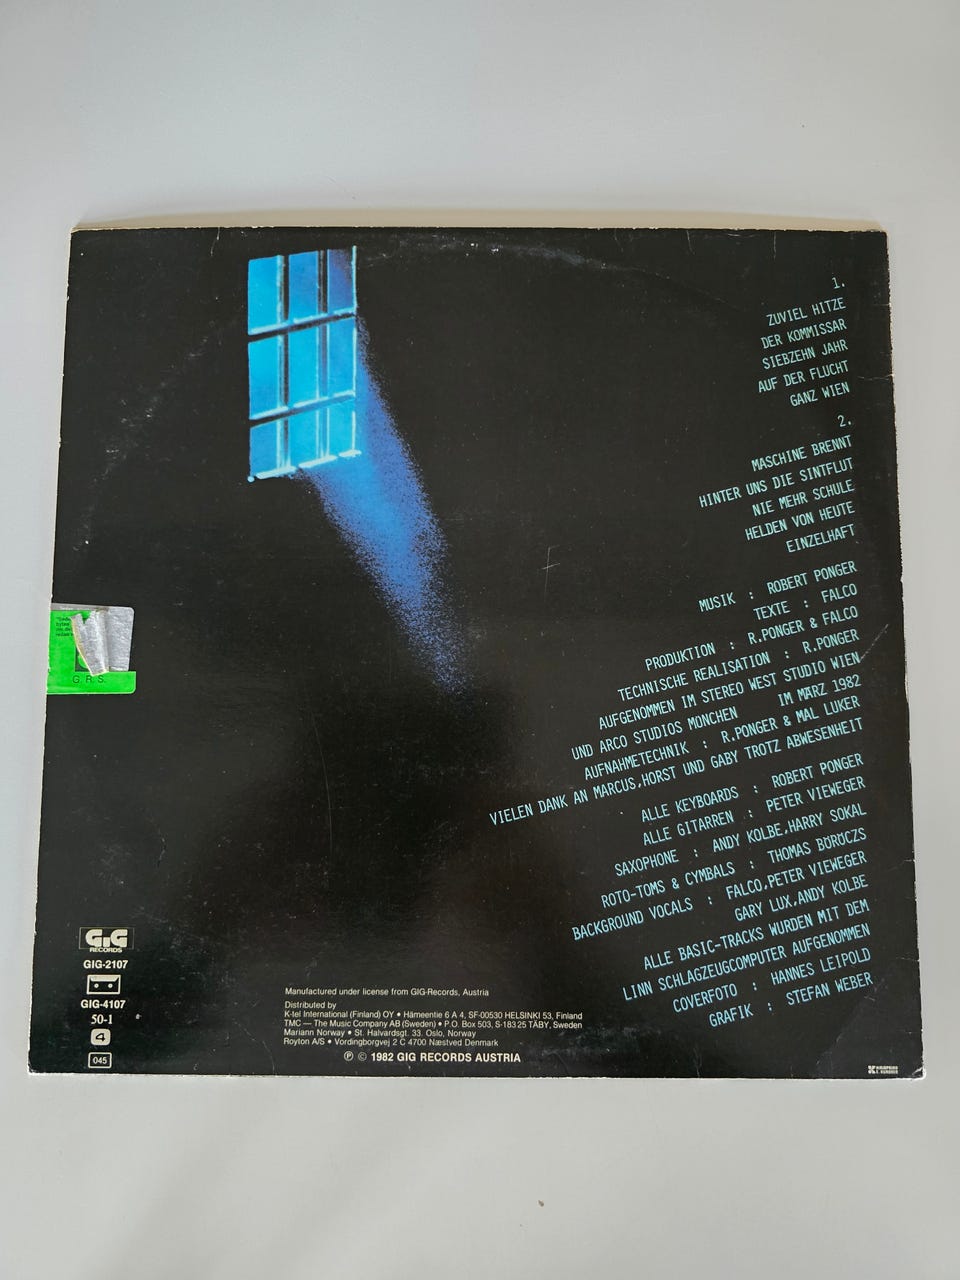 1.
ZUVIEL HITZE
DER KOMMISSAR
SIEBZEHN JAHR
AUF DER FLUCHT
GANZ WIEN
2.
MASCHINE BRENNT
HINTER UNS DIE SINTFLUT
NIE MEHR SCHULE
HELDEN VON HEUTE
EINZELHAFT
MUSIK : ROBERT PONGER
TEXTE : FALCO
PRODUKTION : R.PONGER & FALCO
TECHNISCHE REALISATION : R.PONGER
AUFGENOMMEN IM STEREO WEST STUDIO WIEN
UND ARCO STUDIOS MÜNCHEN IM MÄRZ 1982
AUFNAHMETECHNIK : R.PONGER & MAL LUKER
VIELEN DANK AN MARCUS,HORST UND GABY TROTZ ABWESENHEIT
ALLE KEYBOARDS : ROBERT PONGER
ALLE GITARREN : PETER VIEWEGER
SAXOPHONE : ANDY KOLBE,HARRY SOKAL
ROTO-TOMS & CYMBALS : THOMAS BÖRÖCZS
BACKGROUND VOCALS : FALCO,PETER VIEWEGER
GARY LUX,ANDY KOLBE
ALLE BASIC-TRACKS WURDEN MIT DEM
LINN SCHLAGZEUGCOMPUTER AUFGENOMMEN
COVERFOTO : HANNES LEIPOLD
GRAFIK : STEFAN WEBER
G. R. S.
GiG
RECORDS
GIG-2107
GIG-4107
50-1
4
045
Manufactured under license from GIG-Records, Austria
Distributed by
K-tel International (Finland) OY • Hämeentie 6 A 4, SF-00530 HELSINKI 53, Finland
TMC — The Music Company AB (Sweden) • P.O. Box 503, S-183 25 TÄBY, Sweden
Mariann Norway • St. Halvardsgt. 33. Oslo, Norway
Royton A/S • Vordingborgvej 2 C 4700 Næstved Denmark
Ⓟ © 1982 GIG RECORDS AUSTRIA